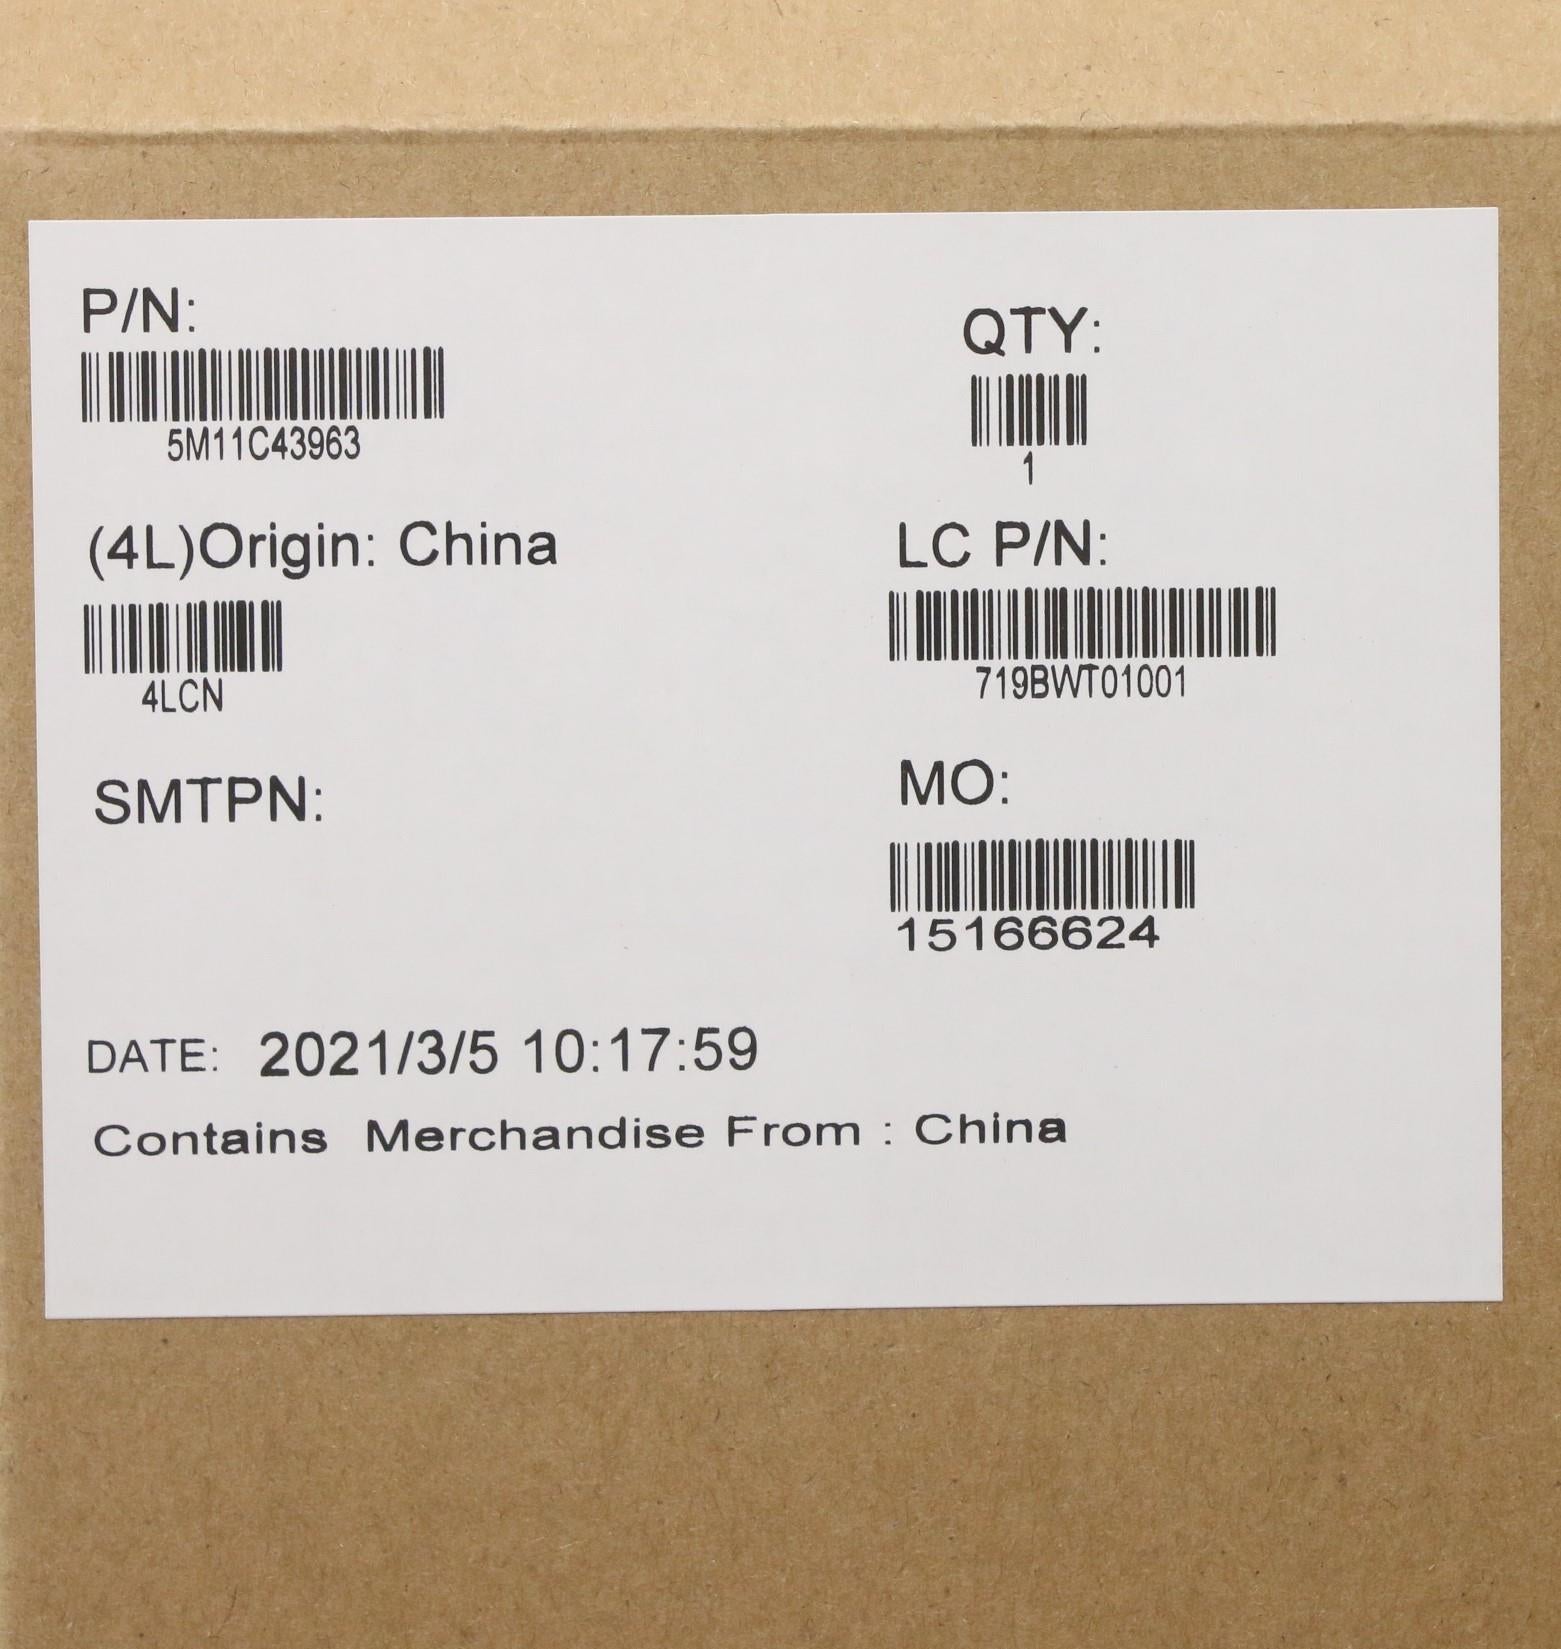 P/N:
5M11C43963
QTY:
1
(4L)Origin: China
4LCN
LC P/N:
719BWT01001
SMTPN:
MO:
15166624
DATE: 2021/3/5 10:17:59
Contains Merchandise From : China